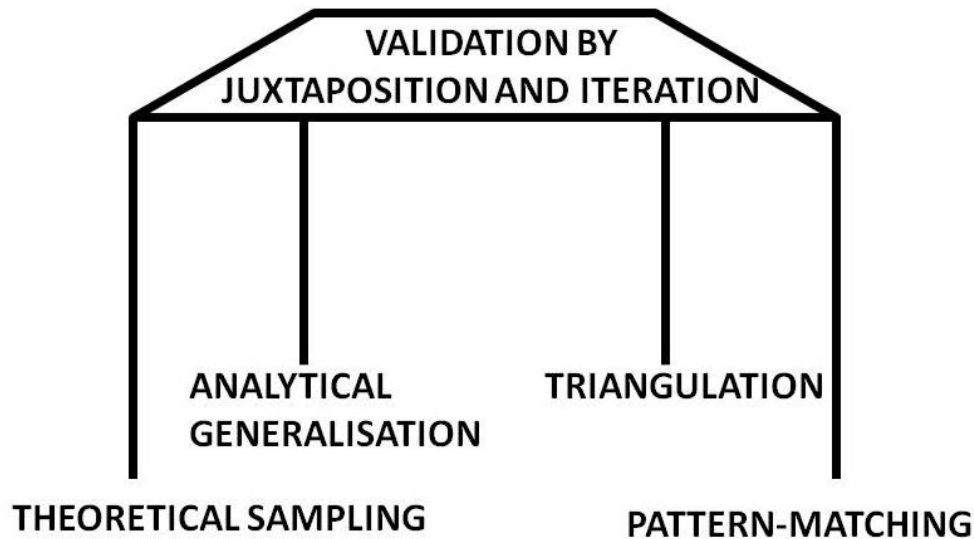 VALIDATION BY
JUXTAPOSITION AND ITERATION
ANALYTICAL
GENERALISATION
TRIANGULATION
THEORETICAL SAMPLING
PATTERN-MATCHING